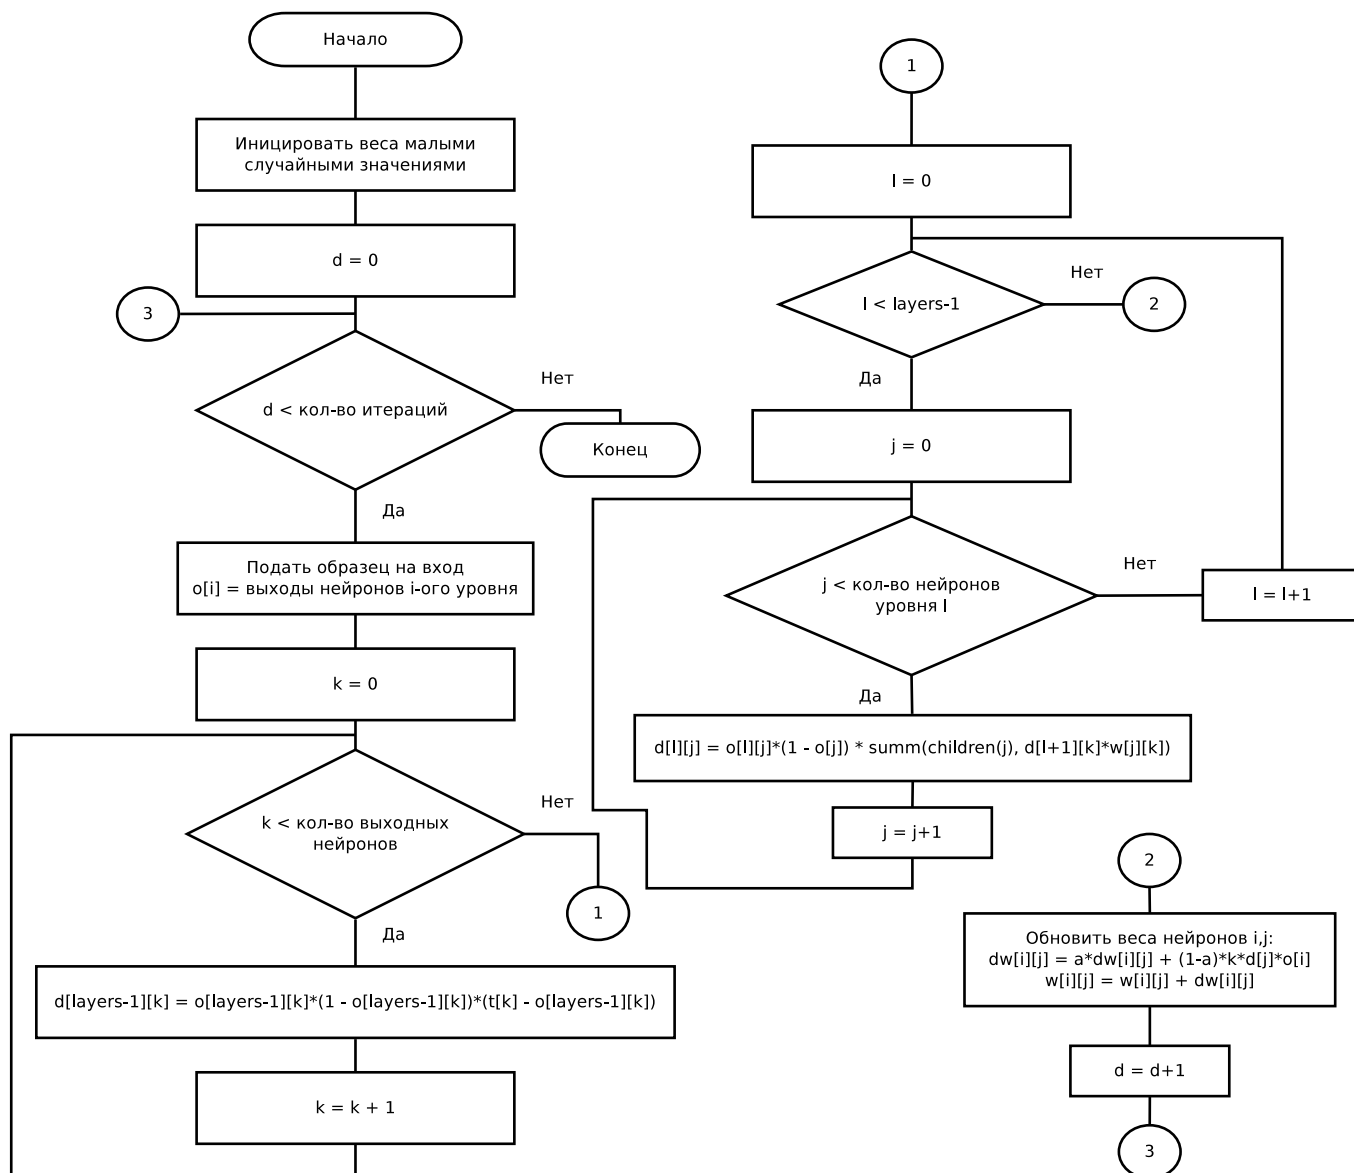 Начало
Инициировать веса малыми
случайными значениями
d = 0
3
d < кол-во итераций
Нет
Конец
Да
Подать образец на вход
o[i] = выходы нейронов i-ого уровня
k = 0
k < кол-во выходных
нейронов
Нет
1
Да
d[layers-1][k] = o[layers-1][k]*(1 - o[layers-1][k])*(t[k] - o[layers-1][k])
k = k + 1
1
l = 0
l < layers-1
Нет
2
Да
j = 0
j < кол-во нейронов
уровня l
Нет
l = l+1
Да
d[l][j] = o[l][j]*(1 - o[j]) * summ(children(j), d[l+1][k]*w[j][k])
j = j+1
2
Обновить веса нейронов i,j:
dw[i][j] = a*dw[i][j] + (1-a)*k*d[j]*o[i]
w[i][j] = w[i][j] + dw[i][j]
d = d+1
3